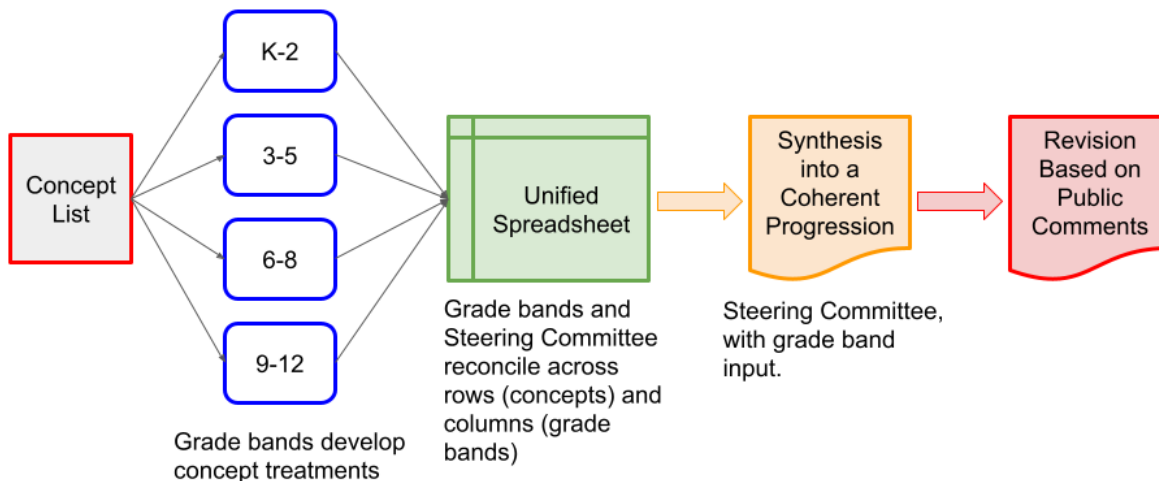 Concept
List
K-2
3-5
6-8
9-12
Grade bands develop
concept treatments
Unified
Spreadsheet
Grade bands and
Steering Committee
reconcile across
rows (concepts) and
columns (grade
bands)
Synthesis
into a
Coherent
Progression
Steering Committee,
with grade band
input.
Revision
Based on
Public
Comments